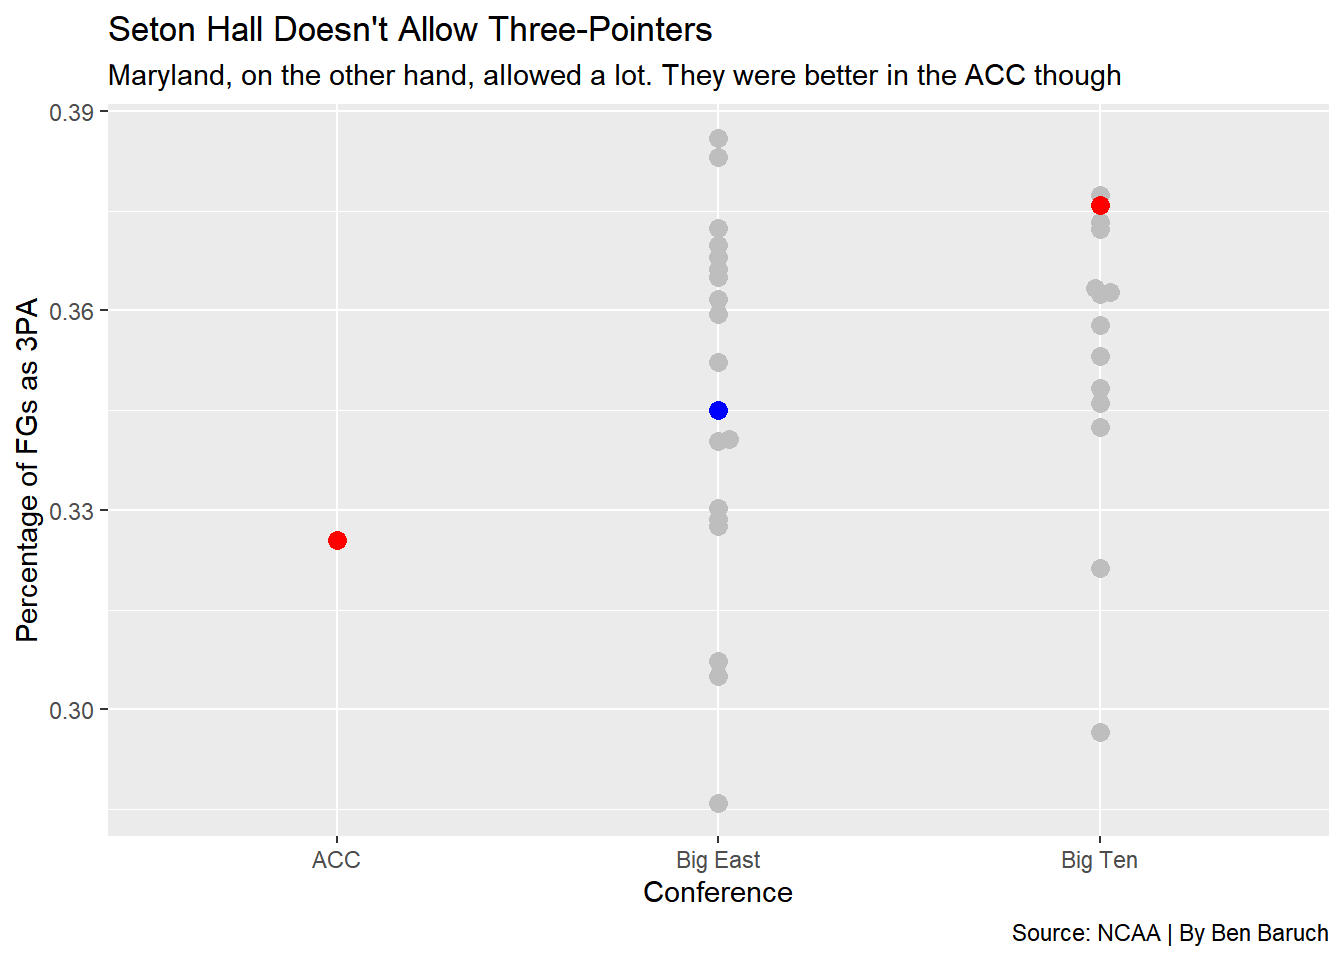 Seton Hall Doesn't Allow Three-Pointers
Maryland, on the other hand, allowed a lot. They were better in the ACC though
Percentage of FGs as 3PA
0.39
0.36
0.33
0.30
ACC
Big East
Big Ten
Conference
Source: NCAA | By Ben Baruch